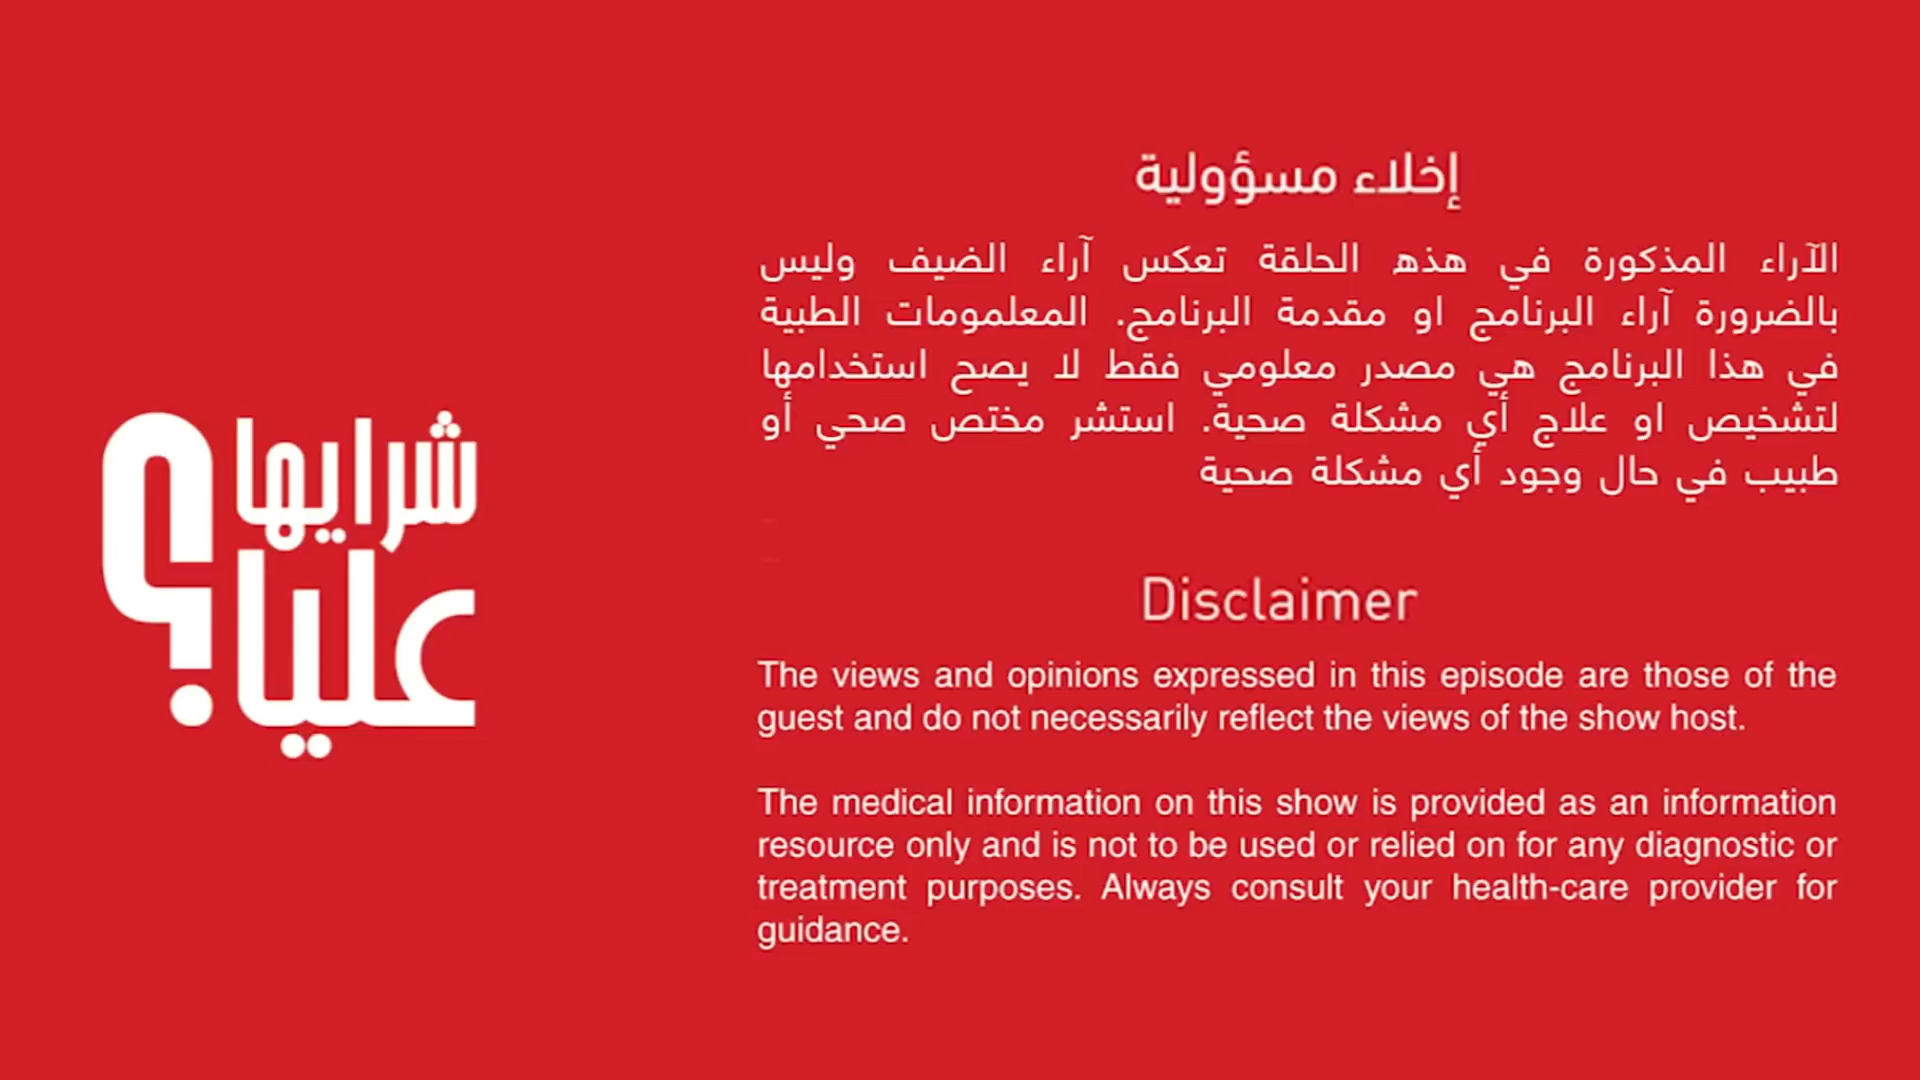 شرايها
عليا؟
إخلاء مسؤولية
الآراء المذكورة في هذه الحلقة تعكس آراء الضيف وليس
بالضرورة آراء البرنامج او مقدمة البرنامج. المعلمومات الطبية
في هذا البرنامج هي مصدر معلومي فقط لا يصح استخدامها
لتشخيص او علاج أي مشكلة صحية. استشر مختص صحي أو
طبيب في حال وجود أي مشكلة صحية
Disclaimer
The views and opinions expressed in this episode are those of the
guest and do not necessarily reflect the views of the show host.
The medical information on this show is provided as an information
resource only and is not to be used or relied on for any diagnostic or
treatment purposes. Always consult your health-care provider for
guidance.